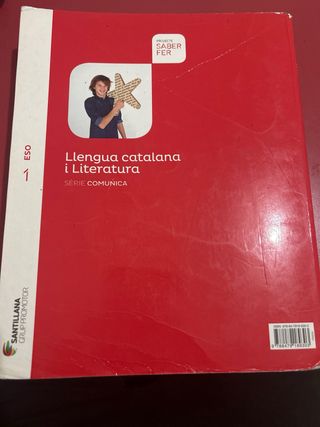 PROJECTE
SABER
FER
Llengua catalana
i Literatura
SÈRIE COMUNICA
ESO
1
SANTILLANA
GRUP PROMOTOR